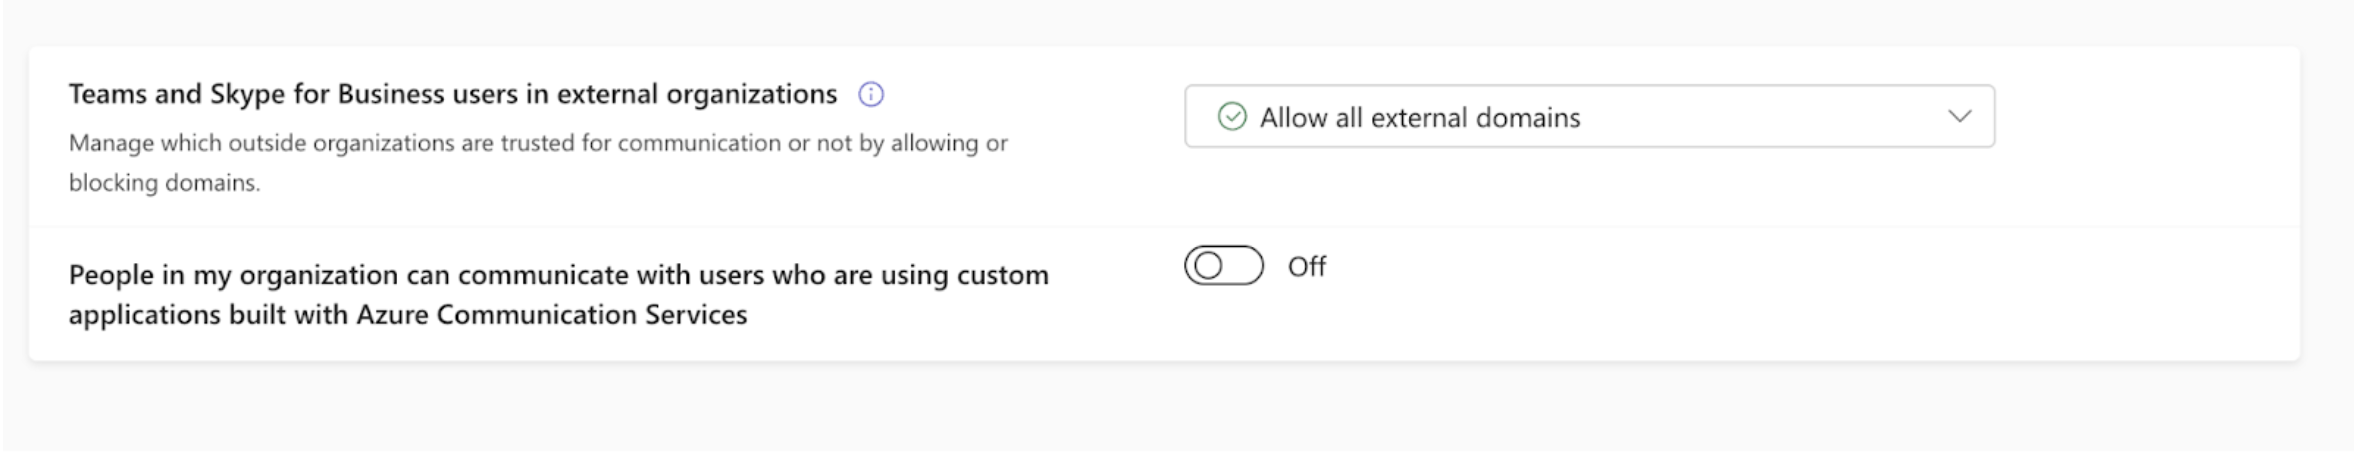 Teams and Skype for Business users in external organizations
Allow all external domains
Manage which outside organizations are trusted for communication or not by allowing or
blocking domains.
People in my organization can communicate with users who are using custom
applications built with Azure Communication Services
Off